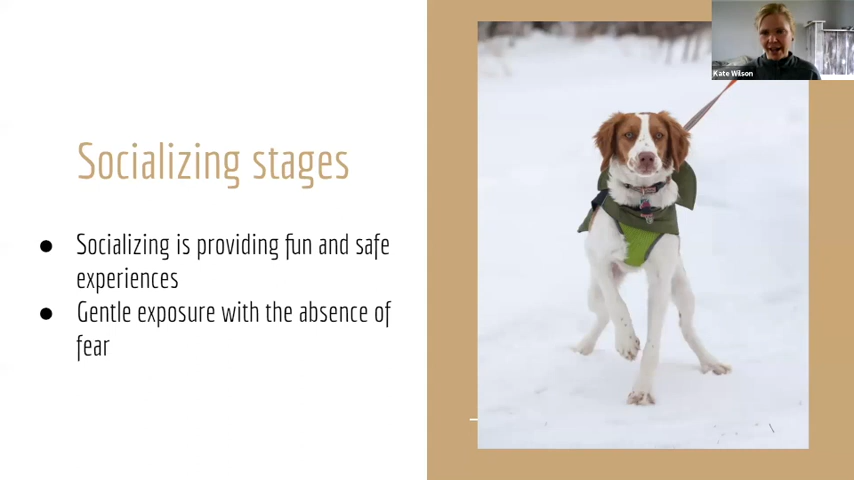 Kate Wilson
Socializing stages
● Socializing is providing fun and safe
experiences
● Gentle exposure with the absence of
fear